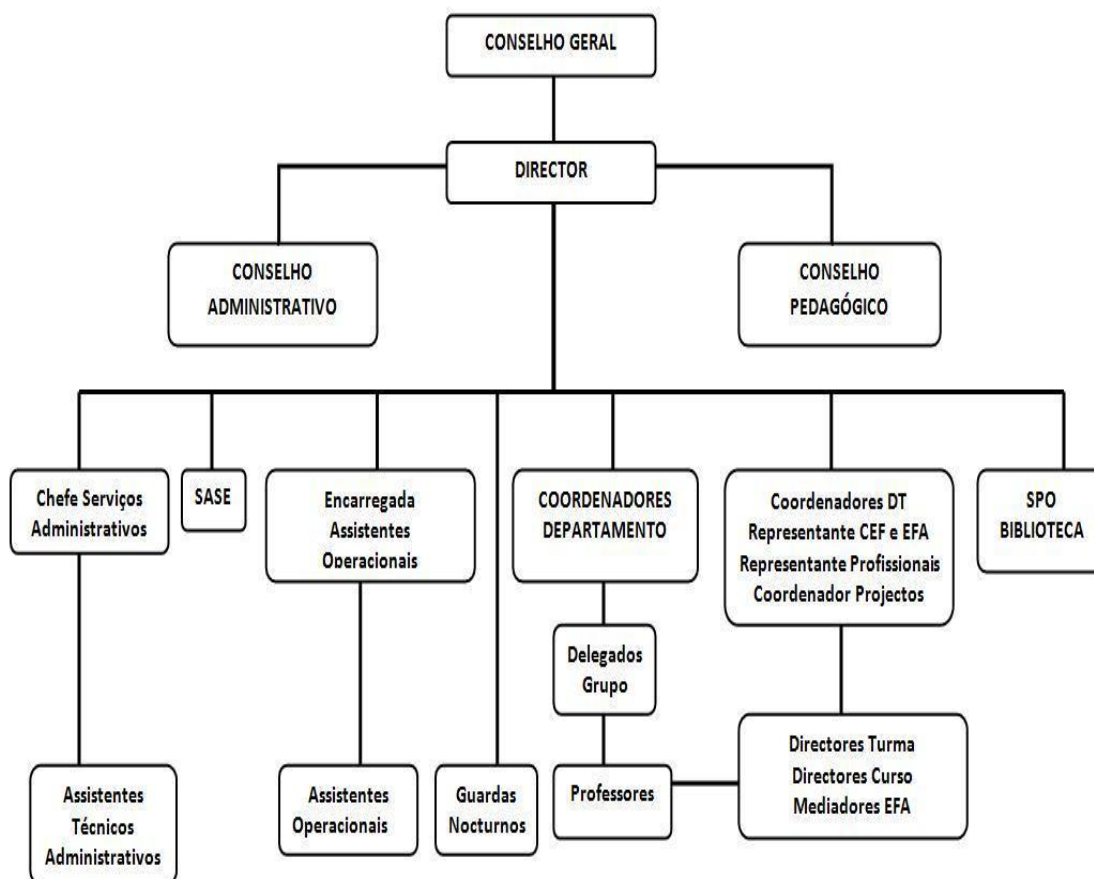 CONSELHO GERAL
DIRECTOR
CONSELHO
ADMINISTRATIVO
CONSELHO
PEDAGÓGICO
Chefe Serviços
Administrativos
SASE
Encarregada
Assistentes
Operacionais
COORDENADORES
DEPARTAMENTO
Coordenadores DT
Representante CEF e EFA
Representante Profissionais
Coordenador Projectos
SPO
BIBLIOTECA
Delegados
Grupo
Directores Turma
Directores Curso
Mediadores EFA
Assistentes
Técnicos
Administrativos
Assistentes
Operacionais
Guardas
Nocturnos
Professores